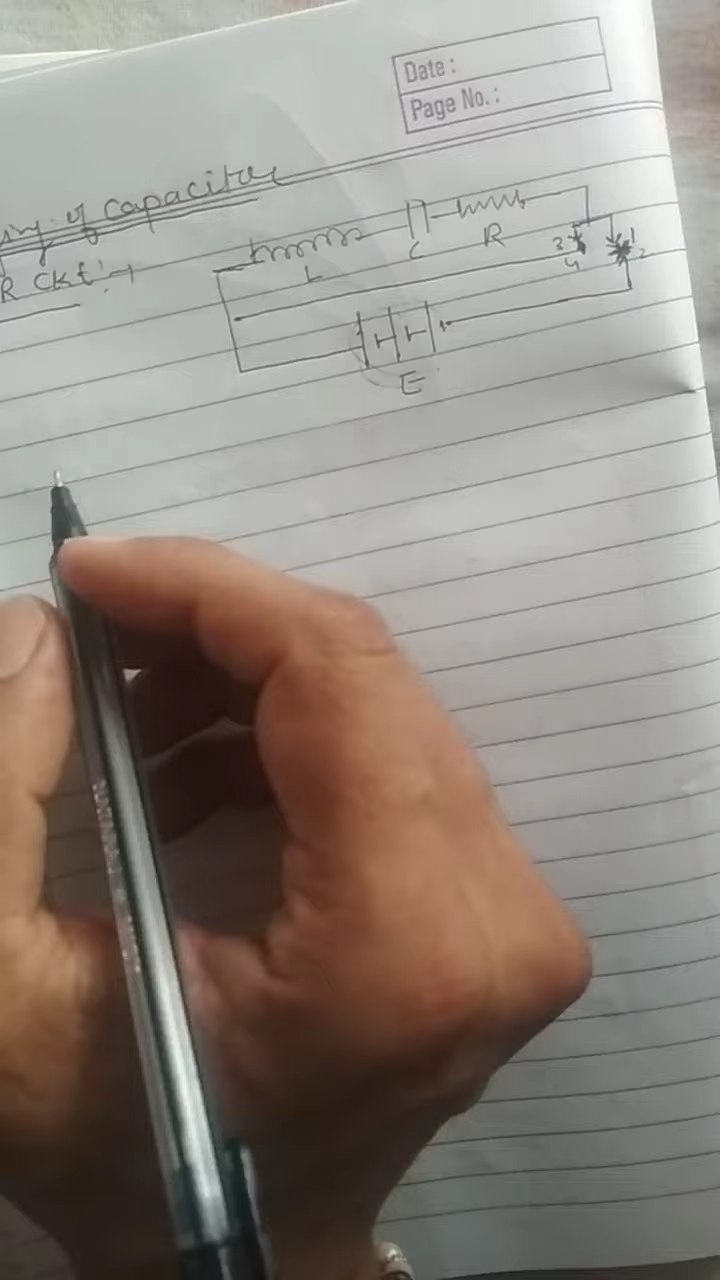 Date :
Page No. :
of Capacitor
R Ckt :→
L
C
R
3
1
4
2
E